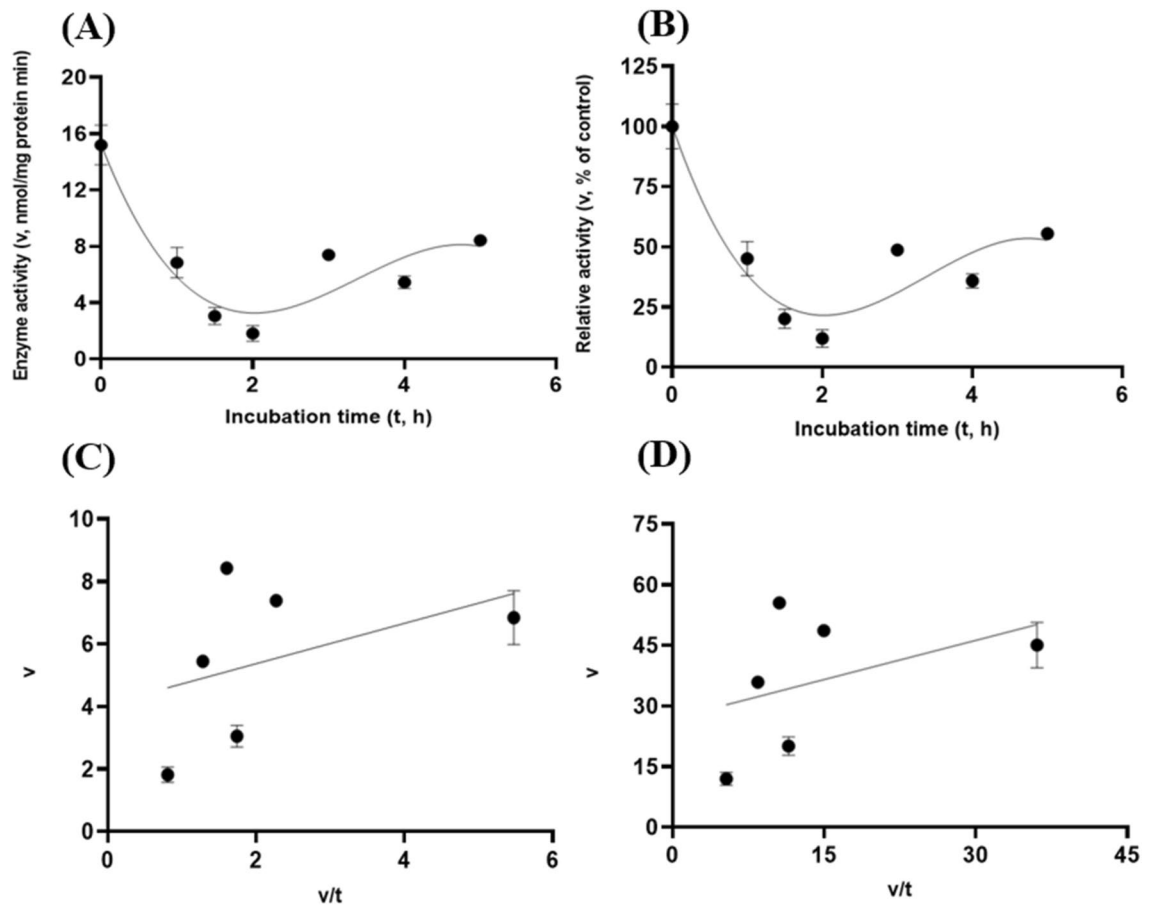 (A)
Enzyme activity (v, nmol/mg protein min)
20
16
12
8
4
0
0 2 4 6
Incubation time (t, h)
(B)
Relative activity (v, % of control)
125
100
75
50
25
0
0 2 4 6
Incubation time (t, h)
(C)
v
10
8
6
4
2
0
0 2 4 6
v/t
(D)
v
75
60
45
30
15
0
0 15 30 45
v/t